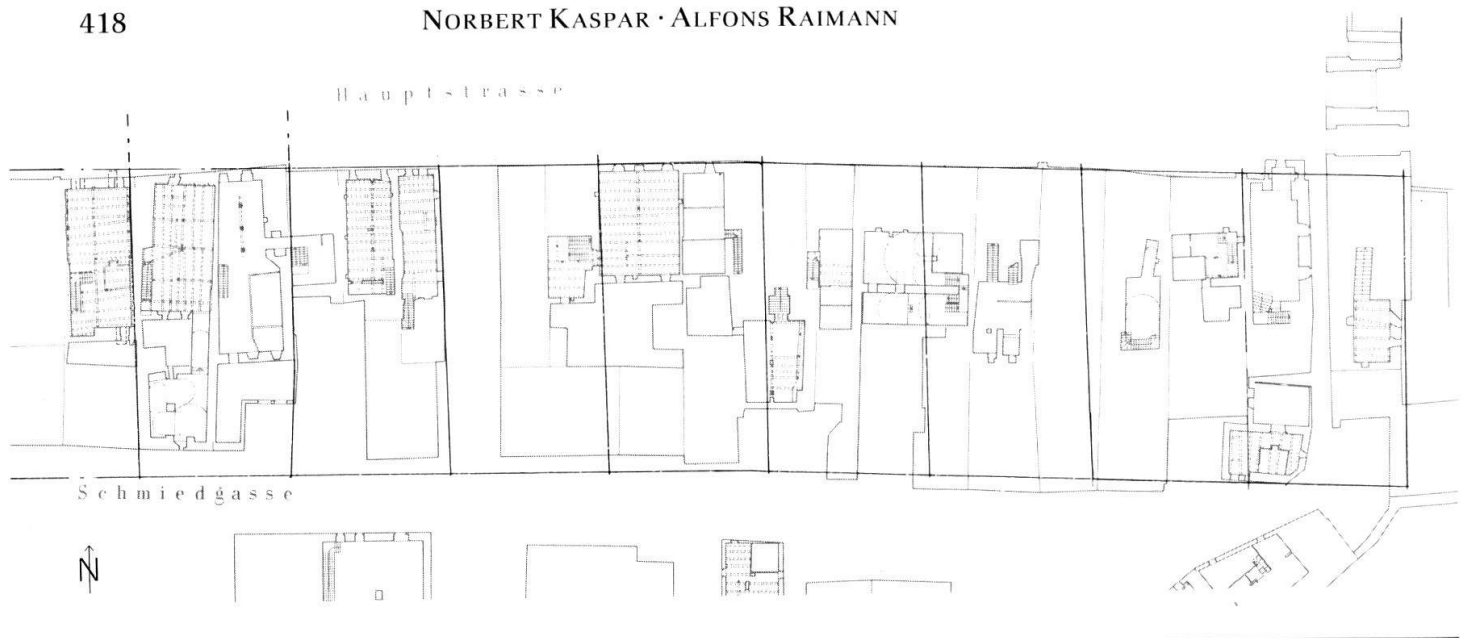 418
NORBERT KASPAR · ALFONS RAIMANN
Hauptstrasse
Schmiedgasse
N